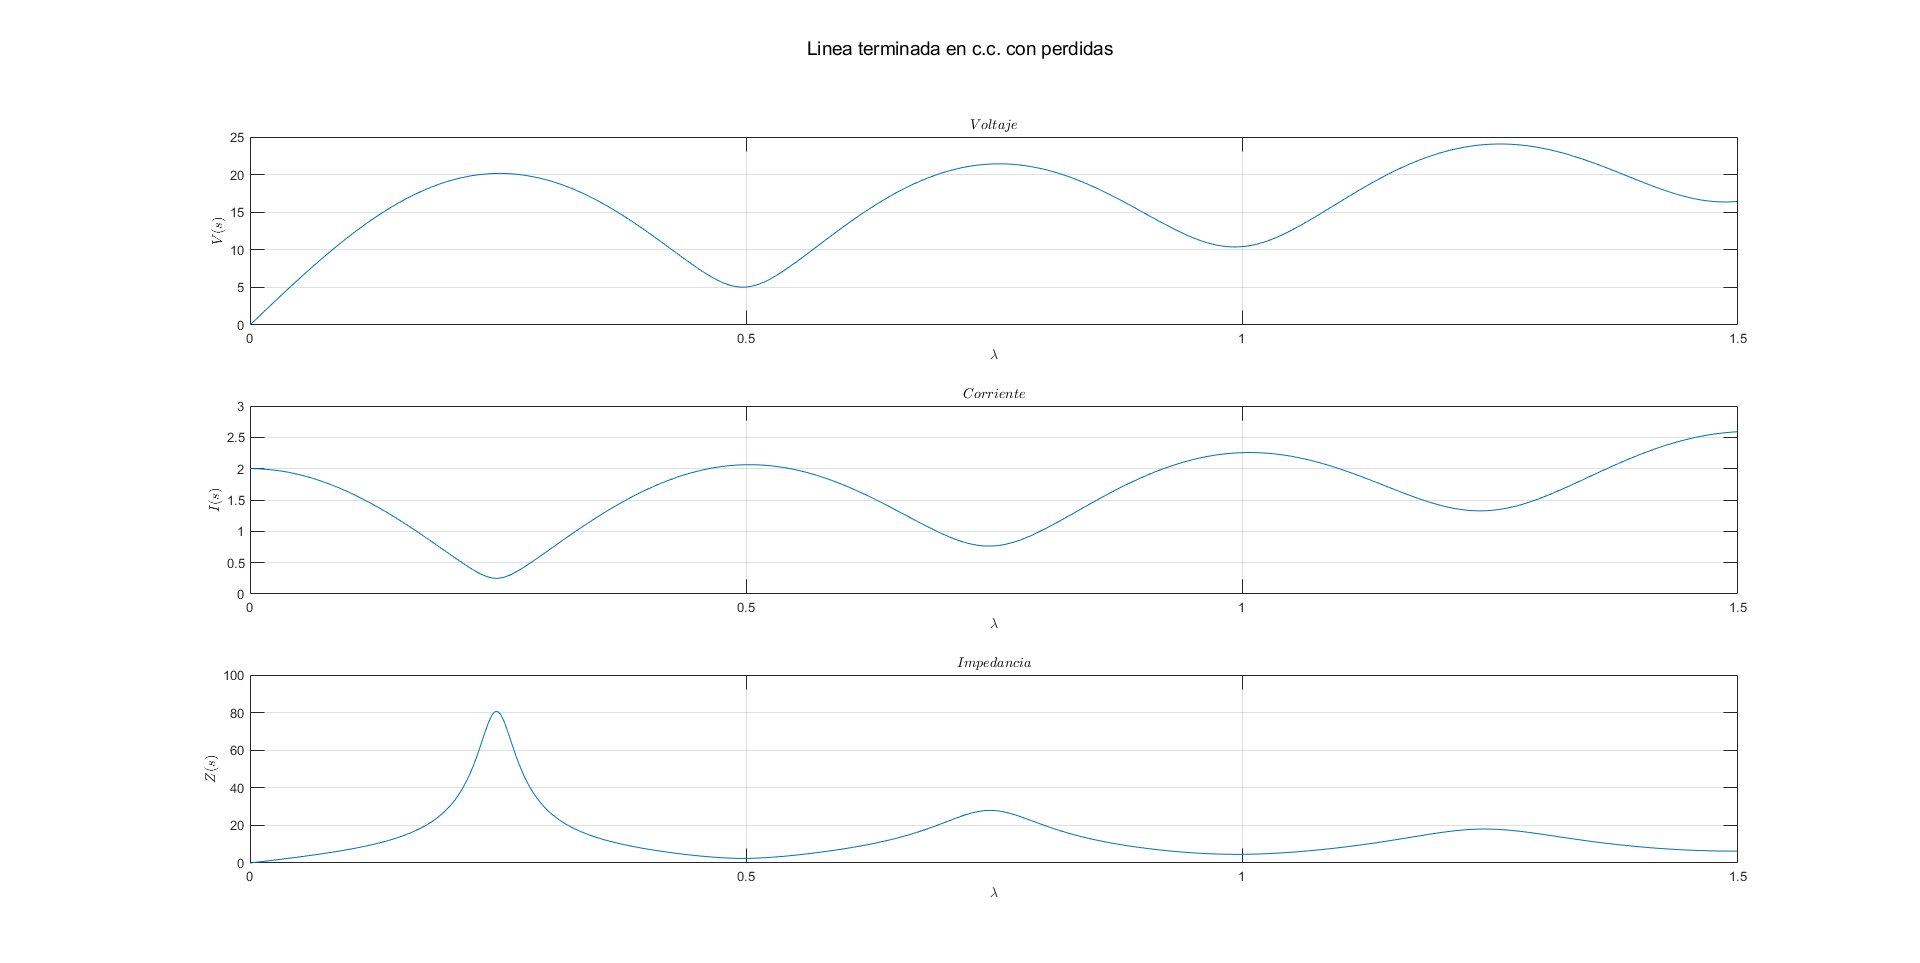 Linea terminada en c.c. con perdidas
Voltaje
25
20
15
10
5
0
V(s)
0 0.5 1 1.5
λ
Corriente
3
2.5
2
1.5
1
0.5
0
I(s)
0 0.5 1 1.5
λ
Impedancia
100
80
60
40
20
0
Z(s)
0 0.5 1 1.5
λ